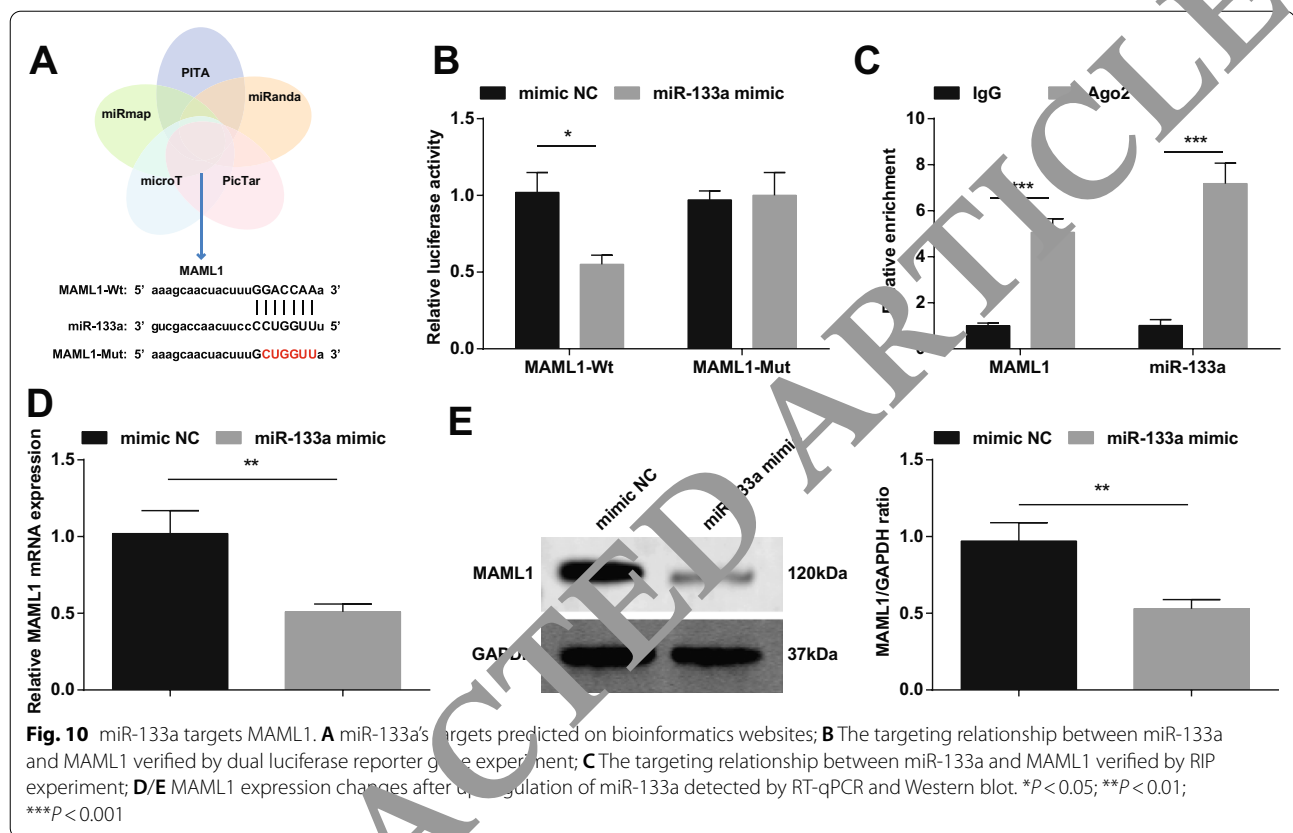 A
PITA
miRmap
miRanda
microT
PicTar
MAML1
MAML1-Wt: 5’ aaagcaacuacuuuGGACCAAa 3’
miR-133a: 3’ gucgaccaacuuccCCUGGUUu 5’
MAML1-Mut: 5’ aaagcaacuacuuuGCUGGUUa 3’
B
mimic NC miR-133a mimic
Relative luciferase activity
1.5
1.0
0.5
0.0
*
MAML1-Wt MAML1-Mut
C
IgG Ago2
enrichment
10
8
6
4
2
***
***
MAML1 miR-133a
D
mimic NC miR-133a mimic
Relative MAML1 mRNA expression
1.5
1.0
0.5
0.0
**
E
mimic NC
MAML1 120kDa
37kDa
mimic NC miR-133a mimic
MAML1/GAPDH ratio
1.5
1.0
0.5
0.0
**
Fig. 10 miR-133a targets MAML1. A miR-133a’s targets predicted on bioinformatics websites; B The targeting relationship between miR-133a
and MAML1 verified by dual luciferase reporter gene experiment; C The targeting relationship between miR-133a and MAML1 verified by RIP
experiment; D/E MAML1 expression changes after upregulation of miR-133a detected by RT-qPCR and Western blot. *P < 0.05; **P < 0.01;
***P < 0.001
ACTED ARTICLE